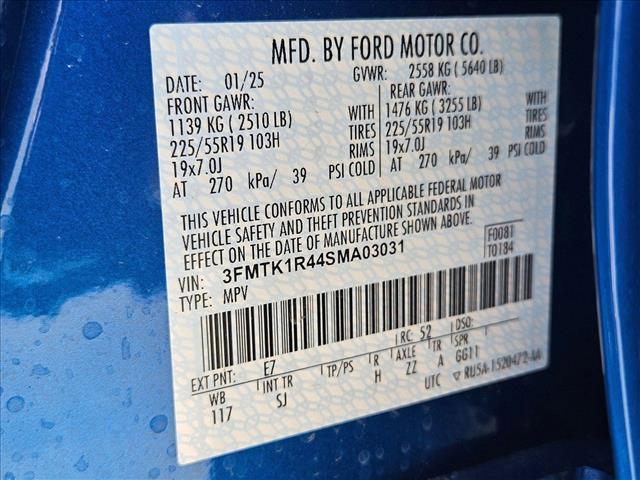 MFD. BY FORD MOTOR CO.
DATE: 01/25 GVWR: 2558 KG ( 5640 LB)
FRONT GAWR: REAR GAWR:
1139 KG ( 2510 LB) WITH 1476 KG ( 3255 LB) WITH
225/55R19 103H TIRES 225/55R19 103H TIRES
19x7.0J RIMS 19x7.0J RIMS
AT 270 kPa/ 39 PSI COLD AT 270 kPa/ 39 PSI COLD
THIS VEHICLE CONFORMS TO ALL APPLICABLE FEDERAL MOTOR
VEHICLE SAFETY AND THEFT PREVENTION STANDARDS IN
EFFECT ON THE DATE OF MANUFACTURE SHOWN ABOVE.
F0081
T0184
VIN: 3FMTK1R44SMA03031
TYPE: MPV
EXT PNT: E7 RC: 52 DSO:
WB INT TR TP/PS R AXLE TR SPR
117 SJ H ZZ A GG11
UTC ▽ RU5A-1520472-AA